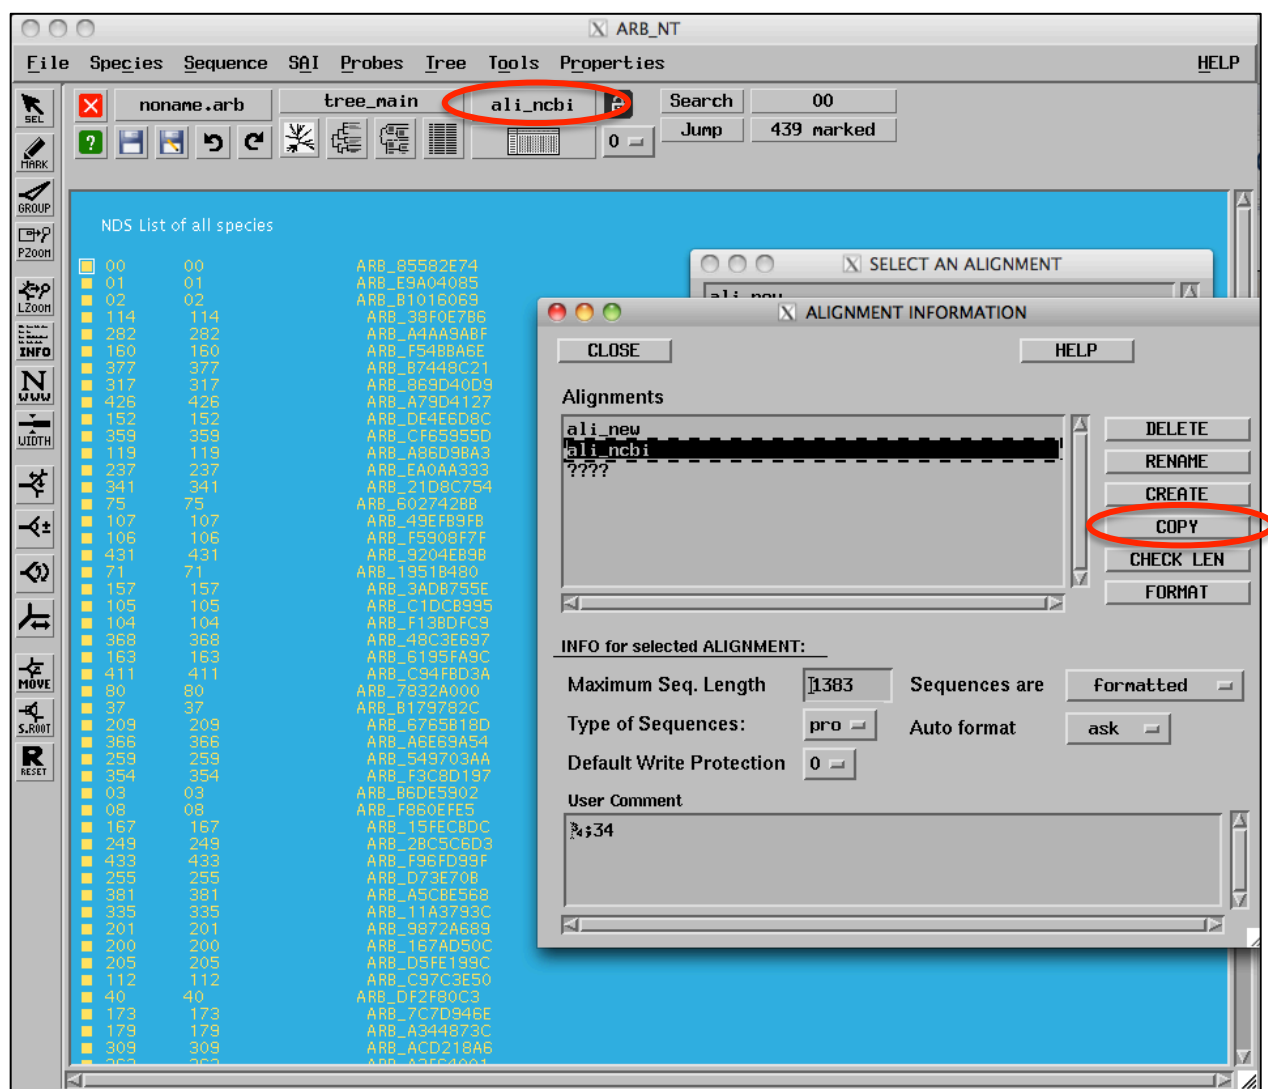 ARB_NT
File Species Sequence SAI Probes Tree Tools Properties HELP
noname.arb tree_main ali_ncbi Search 00
? 0 Jump 439 marked
SEL
MARK
GROUP
PZOOM
LZOOM
INFO
N
WWW
WIDTH
MOVE
S.ROOT
R
RESET
NDS List of all species
00 00 ARB_85582E74
01 01 ARB_E9A04085
02 02 ARB_B1016069
114 114 ARB_38F0E7B6
282 282 ARB_A4AA9ABF
160 160 ARB_F54BBA6E
377 377 ARB_B7448C21
317 317 ARB_869D40D9
426 426 ARB_A79D4127
152 152 ARB_DE4E6D8C
359 359 ARB_CF65955D
119 119 ARB_A86D9BA3
237 237 ARB_EA0AA333
341 341 ARB_21D8C754
75 75 ARB_602742BB
107 107 ARB_49EFB9FB
106 106 ARB_F5908F7F
431 431 ARB_9204EB9B
71 71 ARB_1951B480
157 157 ARB_3ADB755E
105 105 ARB_C1DCB995
104 104 ARB_F13BDFC9
368 368 ARB_48C3E697
163 163 ARB_6195FA9C
411 411 ARB_C94FBD3A
80 80 ARB_7832A000
37 37 ARB_B179782C
209 209 ARB_6765B18D
366 366 ARB_A6E69A54
259 259 ARB_549703AA
354 354 ARB_F3C8D197
03 03 ARB_B6DE5902
08 08 ARB_F860EFE5
167 167 ARB_15FECBDC
249 249 ARB_2BC5C6D3
433 433 ARB_F96FD99F
255 255 ARB_D73E70B
381 381 ARB_A5CBE568
335 335 ARB_11A3793C
201 201 ARB_9872A689
200 200 ARB_167AD50C
205 205 ARB_D5FE199C
112 112 ARB_C97C3E50
40 40 ARB_DF2F80C3
173 173 ARB_7C7D946E
179 179 ARB_A344873C
309 309 ARB_ACD218A6
SELECT AN ALIGNMENT
ali_new
ALIGNMENT INFORMATION
CLOSE HELP
Alignments
ali_new
ali_ncbi
????
DELETE
RENAME
CREATE
COPY
CHECK LEN
FORMAT
INFO for selected ALIGNMENT:
Maximum Seq. Length 1383 Sequences are formatted
Type of Sequences: pro Auto format ask
Default Write Protection 0
User Comment
%;34